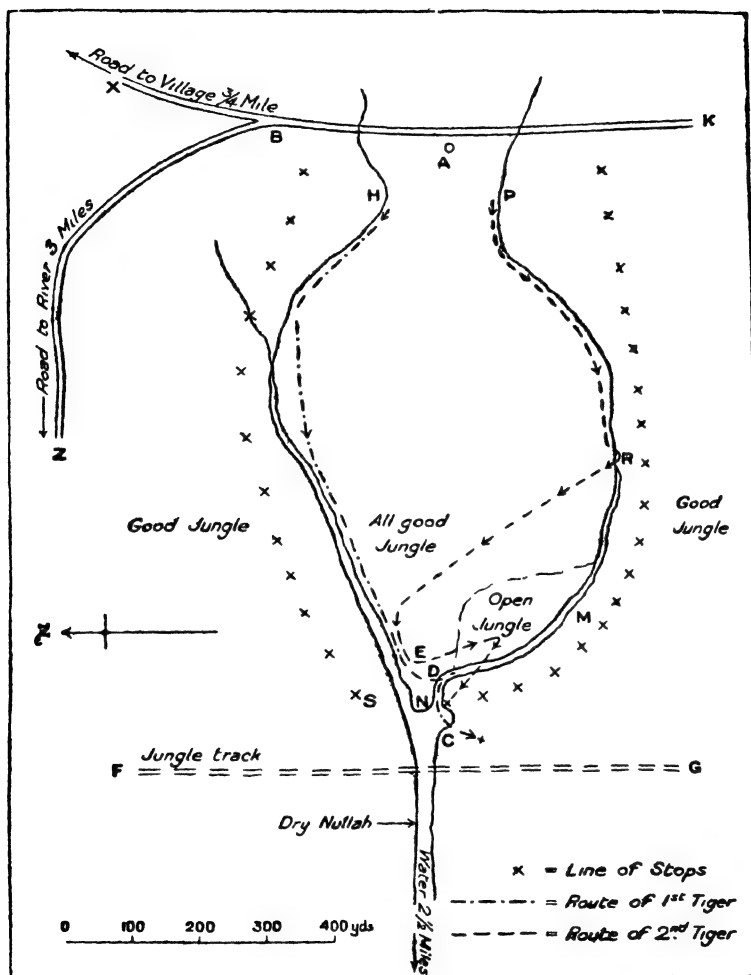 Road to Village 3/4 Mile
K
B
A
H
P
Road to River 3 Miles
Z
R
Good Jungle
All good
Jungle
Good
Jungle
Open
Jungle
M
E
D
N
S
C
F
Jungle track
G
Dry Nullah
Water 2 1/2 Miles
x = Line of Stops
= Route of 1st Tiger
= Route of 2nd Tiger
0 100 200 300 400 yds